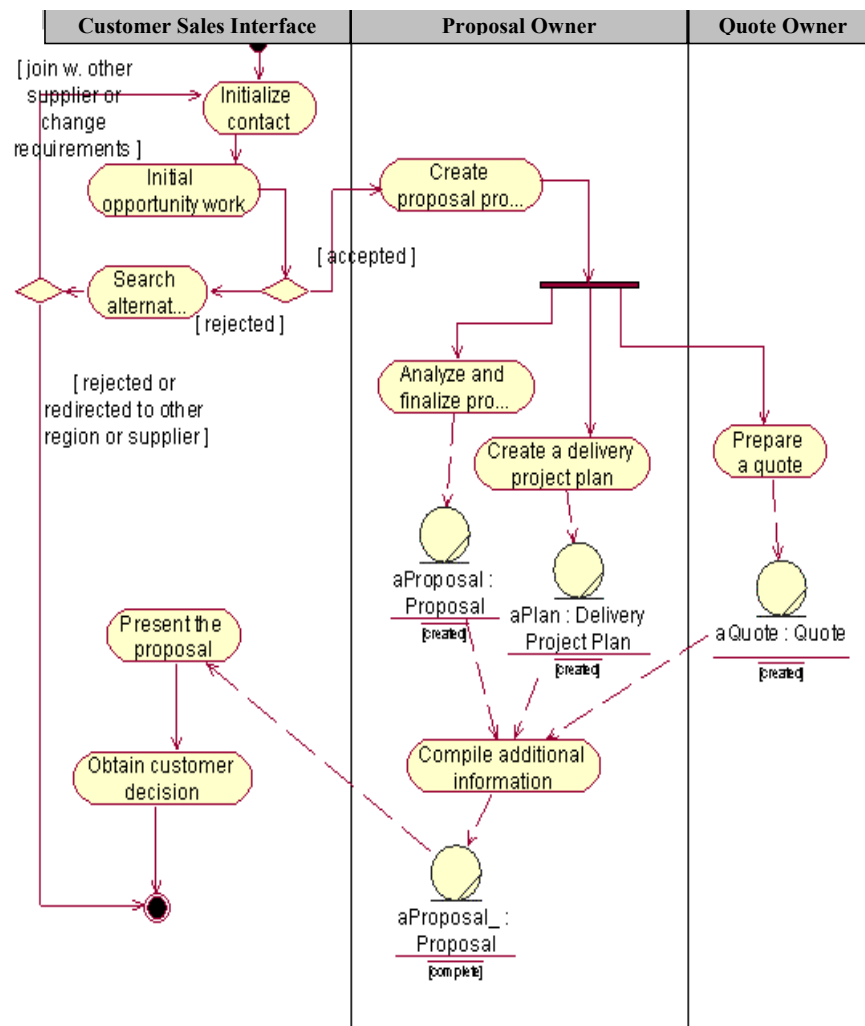 Customer Sales Interface
Proposal Owner
Quote Owner
[ join w. other
supplier or
change
requirements ]
Initialize
contact
Initial
opportunity work
Create
proposal pro...
[ accepted ]
Search
alternat...
[ rejected ]
[ rejected or
redirected to other
region or supplier ]
Analyze and
finalize pro...
Create a delivery
project plan
Prepare
a quote
aProposal :
Proposal
[created]
aPlan : Delivery
Project Plan
[created]
aQuote : Quote
[created]
Present the
proposal
Compile additional
information
Obtain customer
decision
aProposal_ :
Proposal
[complete]